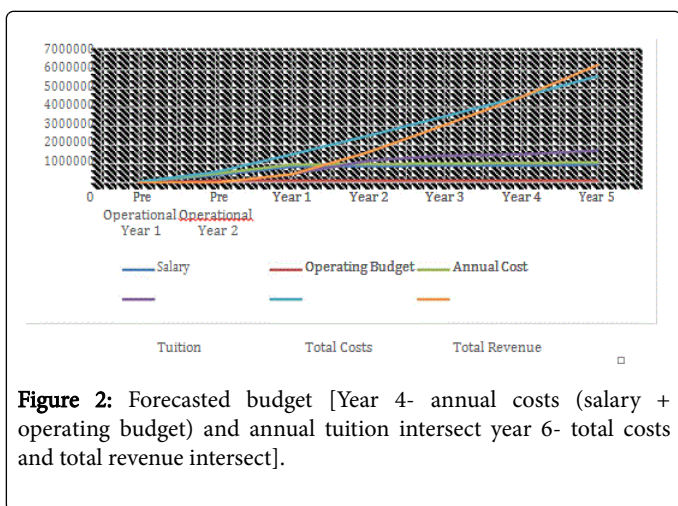 7000000
6000000
5000000
4000000
3000000
2000000
1000000
0 Pre Pre Year 1 Year 2 Year 3 Year 4 Year 5
Operational Operational
Year 1 Year 2
Salary Operating Budget Annual Cost
Tuition Total Costs Total Revenue
Figure 2: Forecasted budget [Year 4- annual costs (salary +
operating budget) and annual tuition intersect year 6- total costs
and total revenue intersect].